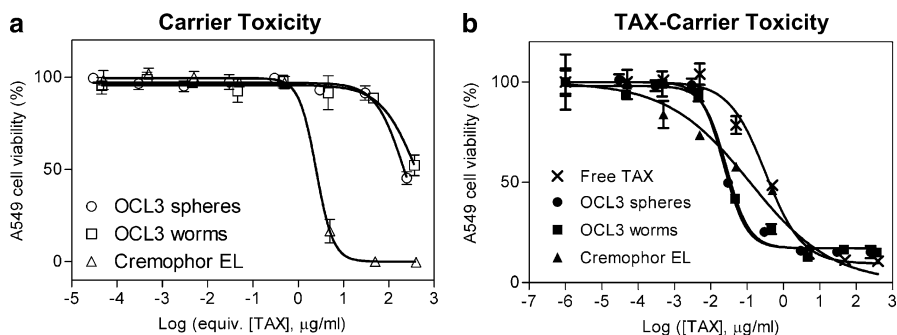 a
Carrier Toxicity
A549 cell viability (%)
100
50
0
OCL3 spheres
OCL3 worms
Cremophor EL
-5 -4 -3 -2 -1 0 1 2 3
Log (equiv. [TAX], μg/ml)
b
TAX-Carrier Toxicity
A549 cell viability (%)
100
50
0
Free TAX
OCL3 spheres
OCL3 worms
Cremophor EL
-7 -6 -5 -4 -3 -2 -1 0 1 2 3
Log ([TAX], μg/ml)